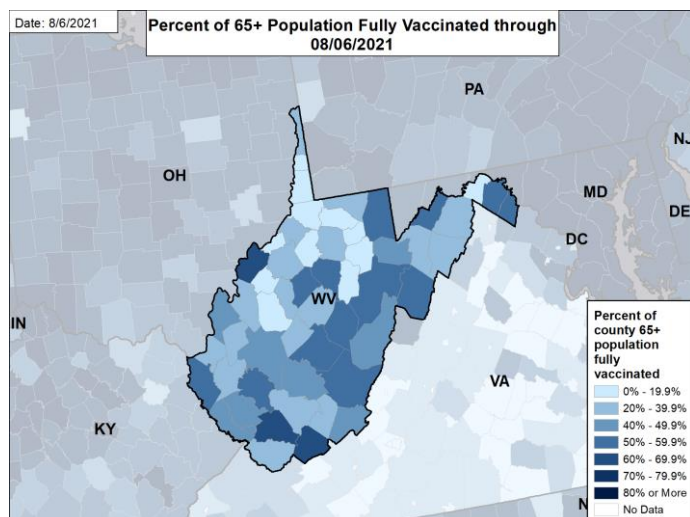 Date: 8/6/2021
Percent of 65+ Population Fully Vaccinated through
08/06/2021
PA
NJ
OH
MD
DE
DC
WV
IN
VA
KY
N
Percent of
county 65+
population
fully
vaccinated
0% - 19.9%
20% - 39.9%
40% - 49.9%
50% - 59.9%
60% - 69.9%
70% - 79.9%
80% or More
No Data